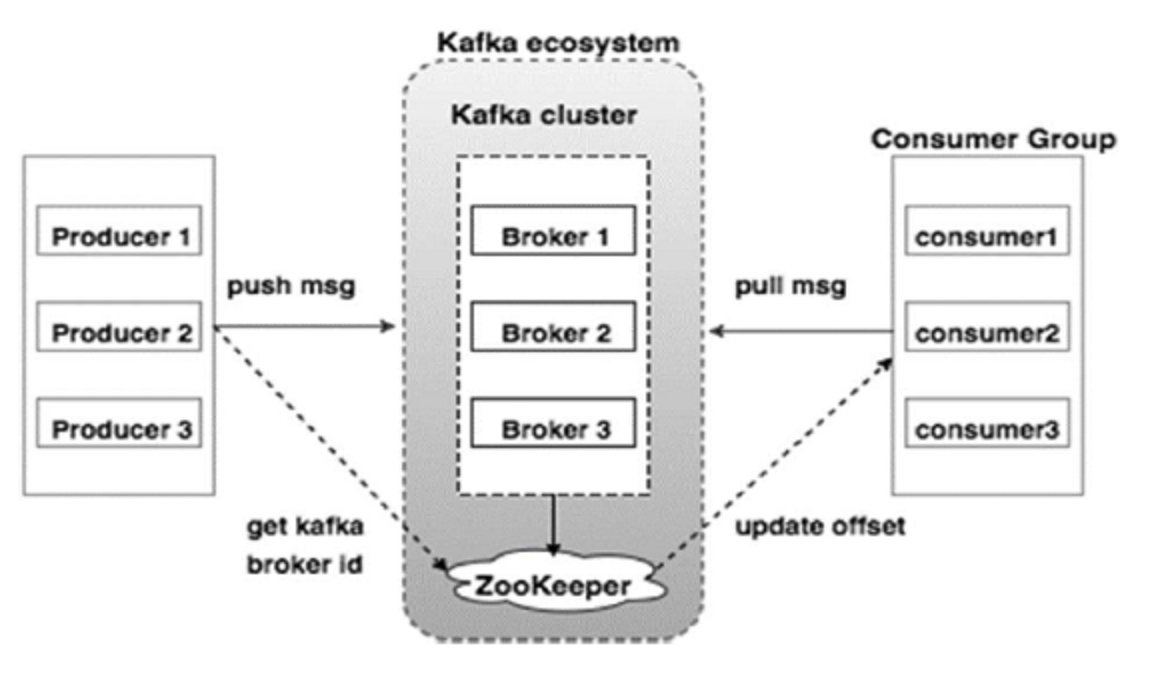 Kafka ecosystem
Kafka cluster
Consumer Group
Producer 1
Producer 2
Producer 3
push msg
Broker 1
Broker 2
Broker 3
pull msg
consumer1
consumer2
consumer3
get kafka
broker id
ZooKeeper
update offset